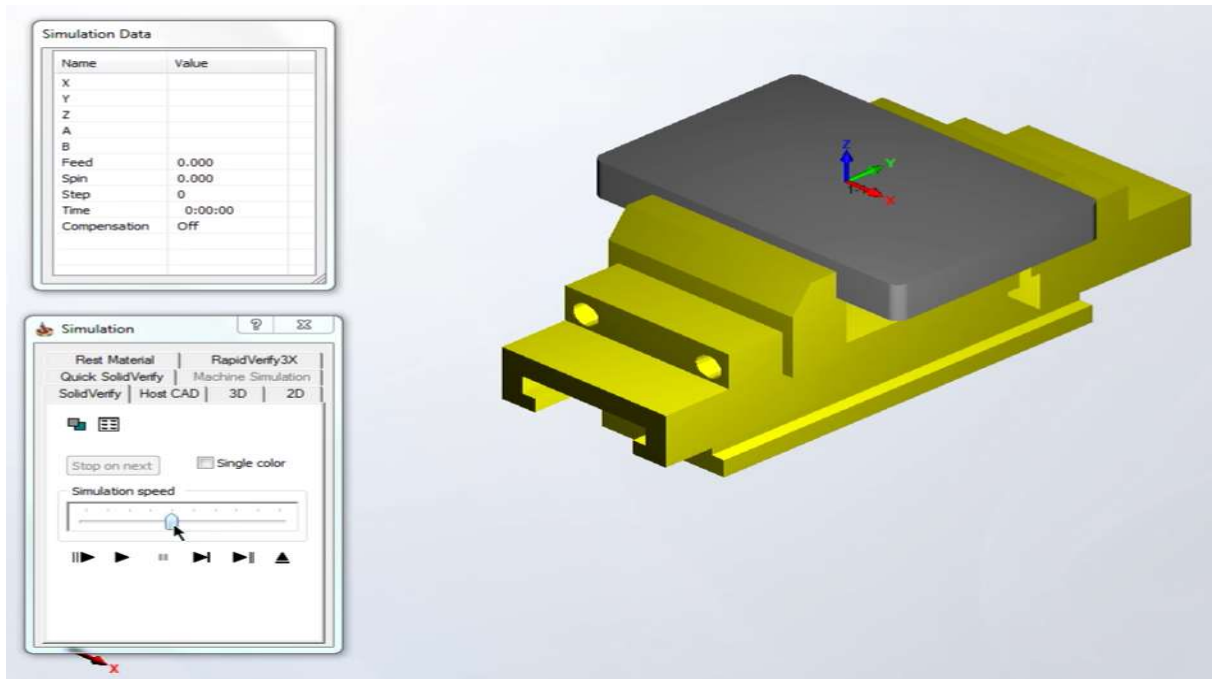 Simulation Data
Name Value
X
Y
Z
A
B
Feed 0.000
Spin 0.000
Step 0
Time 0:00:00
Compensation Off
Simulation
Rest Material RapidVerify3X
Quick SolidVerify Machine Simulation
SolidVerify Host CAD 3D 2D
Stop on next Single color
Simulation speed
X
Z
Y
X